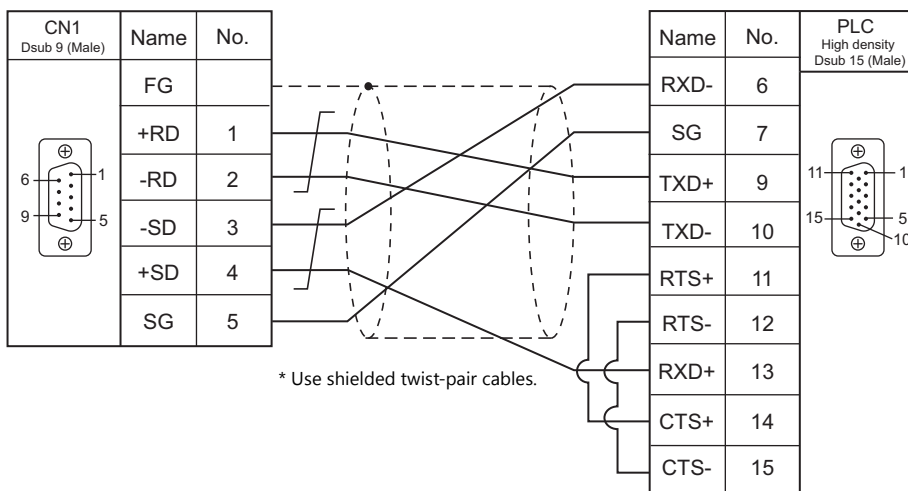 CN1
Dsub 9 (Male)
Name No.
FG
+RD 1
-RD 2
-SD 3
+SD 4
SG 5
6 1
9 5
* Use shielded twist-pair cables.
Name No.
PLC
High density
Dsub 15 (Male)
RXD- 6
SG 7
TXD+ 9
TXD- 10
RTS+ 11
RTS- 12
RXD+ 13
CTS+ 14
CTS- 15
11 1
15 5
10